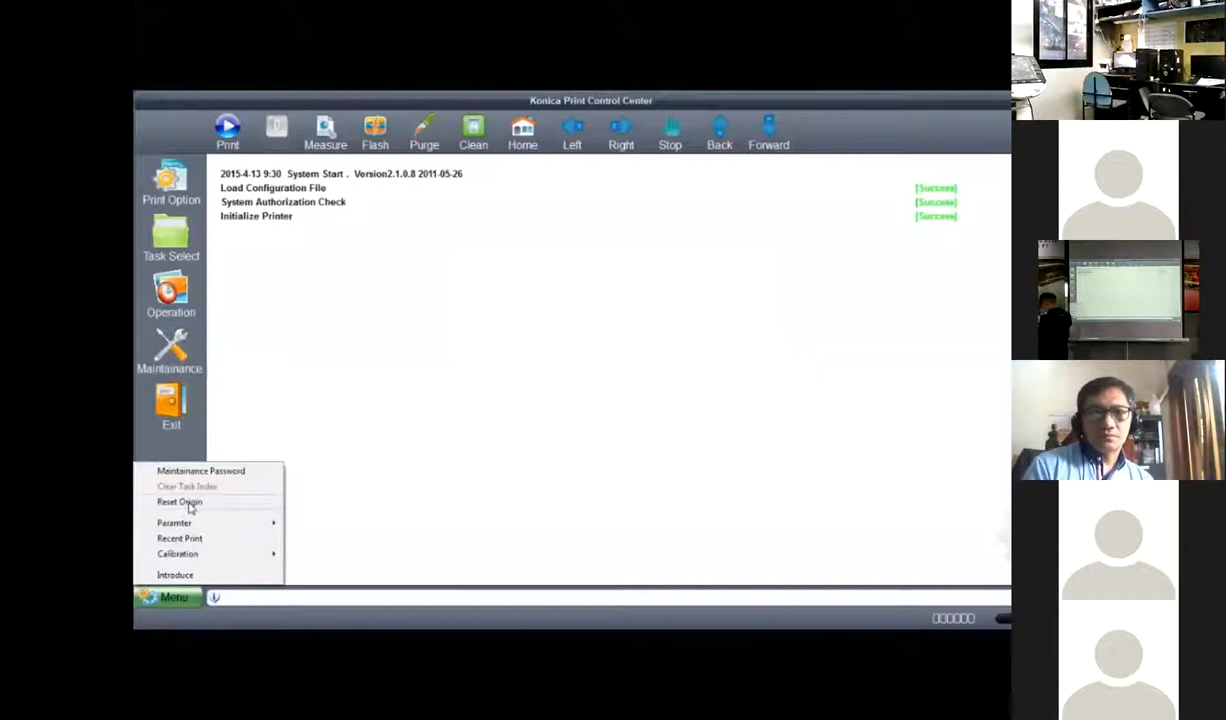 Konica Print Control Center
Print
Measure
Flash
Purge
Clean
Home
Left
Right
Stop
Back
Forward
Print Option
Task Select
Operation
Maintainance
Exit
2015-4-13 9:30 System Start . Version2.1.0.8 2011-05-26
Load Configuration File [Success]
System Authorization Check [Success]
Initialize Printer [Success]
Maintainance Password
Clear Task Index
Reset Origin
Paramter
Recent Print
Calibration
Introduce
Menu